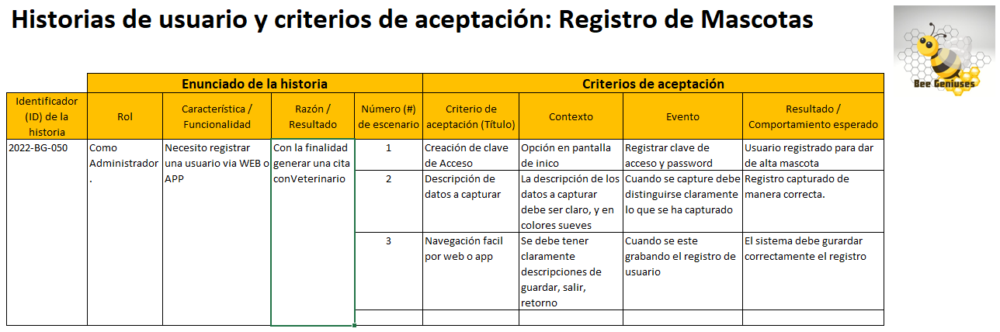 Historias de usuario y criterios de aceptación: Registro de Mascotas
Bee Geniuses
Enunciado de la historia
Criterios de aceptación
Identificador
(ID) de la
historia
Rol
Característica /
Funcionalidad
Razón /
Resultado
Número (#)
de escenario
Criterio de
aceptación (Título)
Contexto
Evento
Resultado /
Comportamiento esperado
2022-BG-050
Como
Administrador
.
Necesito registrar
una usuario via WEB o
APP
Con la finalidad
generar una cita
conVeterinario
1
Creación de clave
de Acceso
Opción en pantalla
de inico
Registrar clave de
acceso y password
Usuario registrado para dar
de alta mascota
2
Descripción de
datos a capturar
La descripción de los
datos a capturar
debe ser claro, y en
colores sueves
Cuando se capture debe
distinguirse claramente
lo que se ha capturado
Registro capturado de
manera correcta.
3
Navegación facil
por web o app
Se debe tener
claramente
descripciones de
guardar, salir,
retorno
Cuando se este
grabando el registro de
usuario
El sistema debe gurardar
correctamente el registro